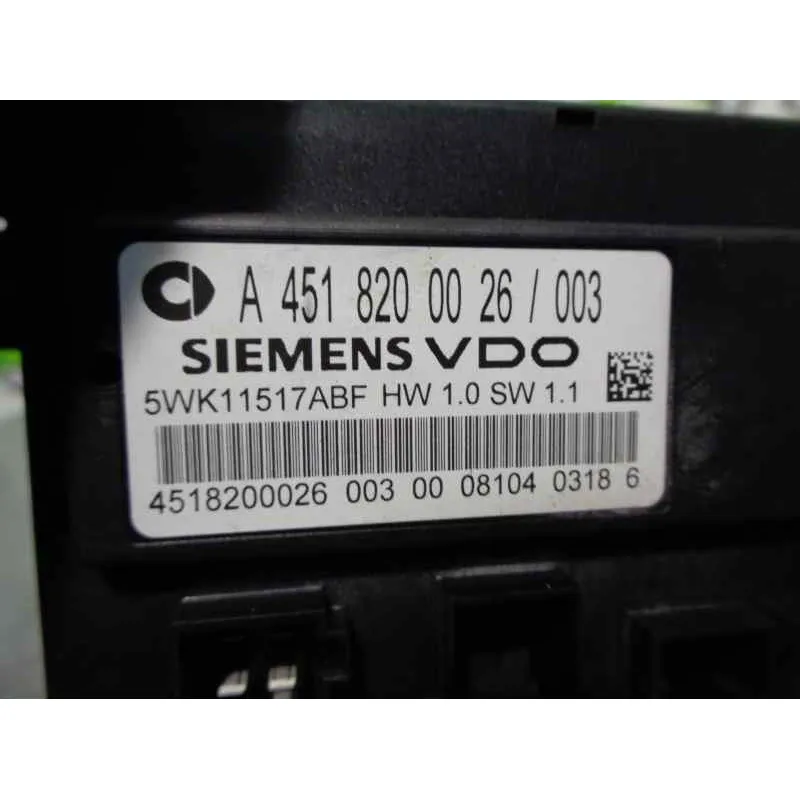 A 451 820 00 26 / 003
SIEMENS VDO
5WK11517ABF HW 1.0 SW 1.1
4518200026 003 00 08104 0318 6